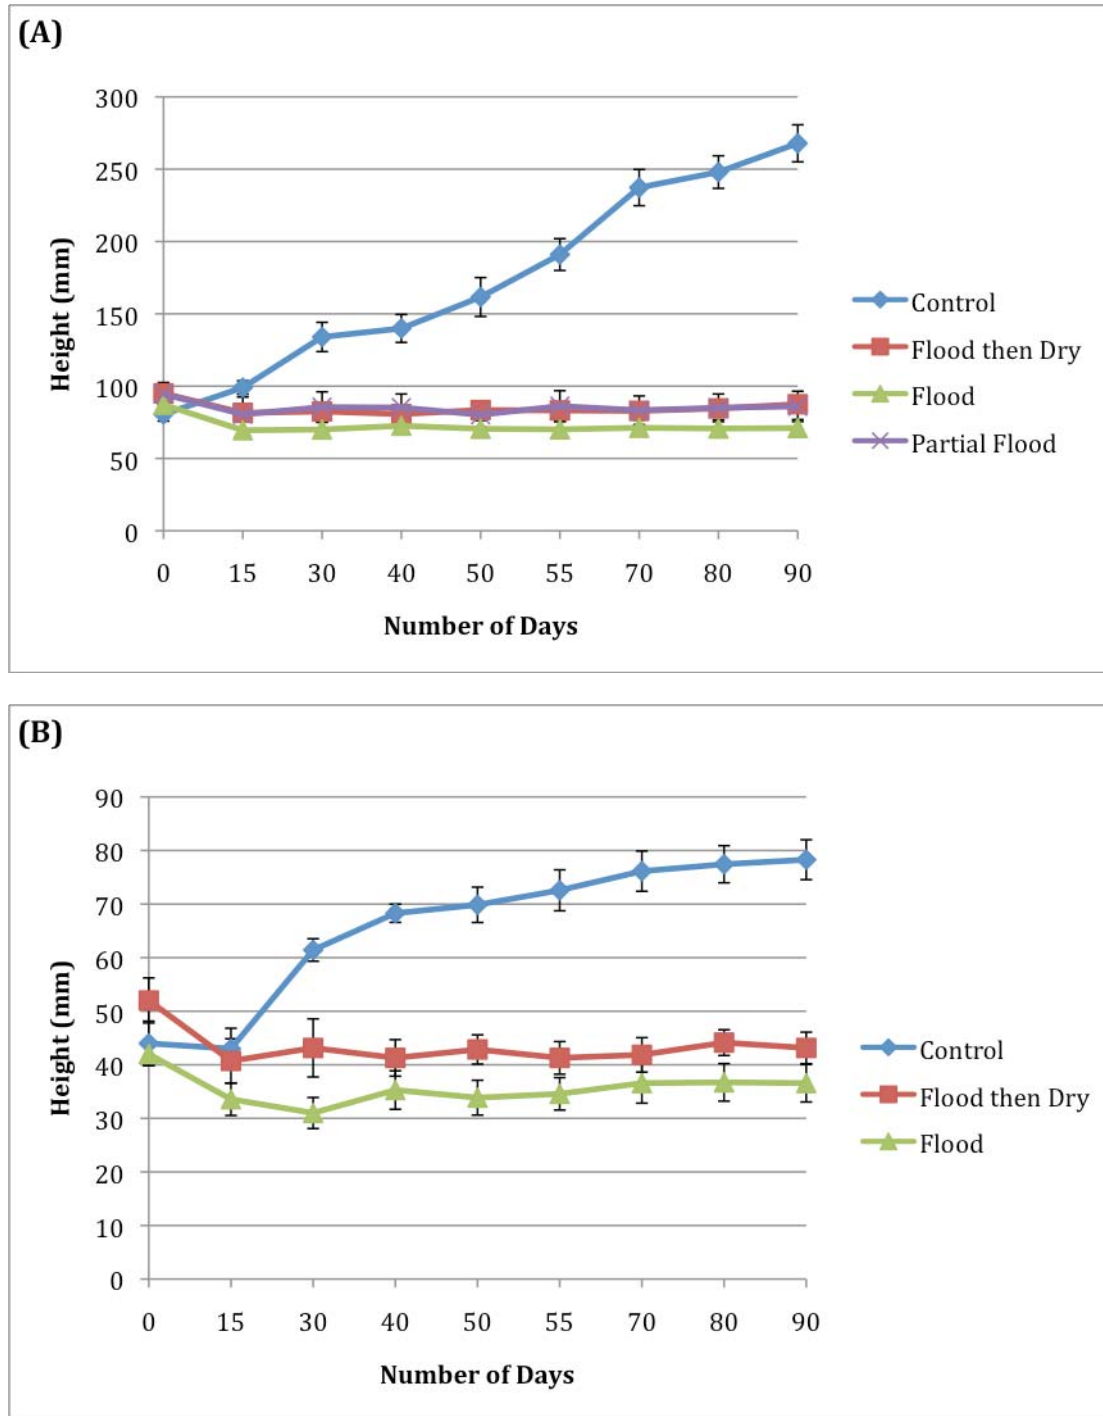 (A)
300
250
200
150
100
50
0
Height (mm)
0 15 30 40 50 55 70 80 90
Number of Days
Control
Flood then Dry
Flood
Partial Flood
(B)
90
80
70
60
50
40
30
20
10
0
Height (mm)
0 15 30 40 50 55 70 80 90
Number of Days
Control
Flood then Dry
Flood